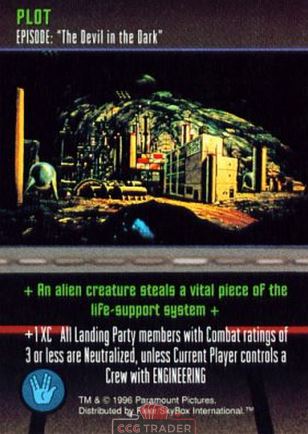 PLOT
EPISODE: "The Devil in the Dark"
+ An alien creature steals a vital piece of the
life-support system +
+1 XC All Landing Party members with Combat ratings of
3 or less are Neutralized, unless Current Player controls a
Crew with ENGINEERING
TM & © 1996 Paramount Pictures.
Distributed by Fleer SkyBox International.™
CCG TRADER